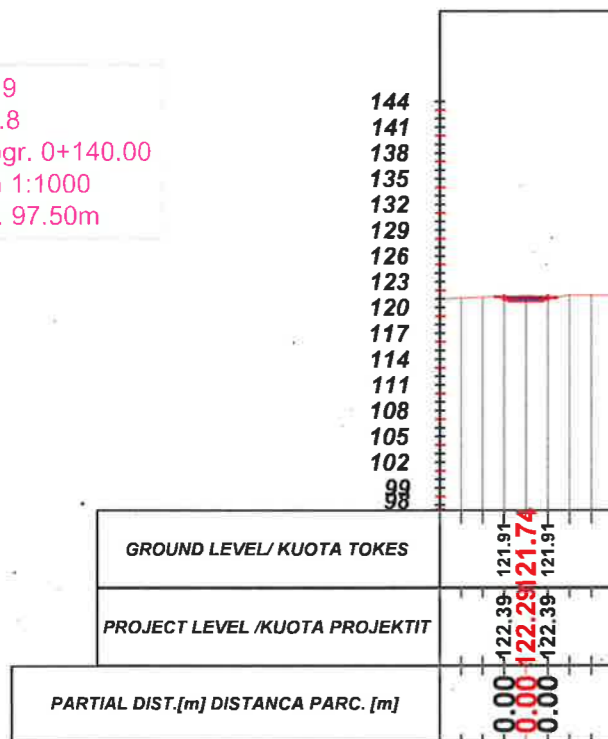 9
.8
gr. 0+140.00
1:1000
. 97.50m
144
141
138
135
132
129
126
123
120
117
114
111
108
105
102
99
98
GROUND LEVEL/ KUOTA TOKES
121.91 121.74 121.91
PROJECT LEVEL /KUOTA PROJEKTIT
122.39 122.29 122.39
PARTIAL DIST.[m] DISTANCA PARC. [m]
0.00 0.00 0.00